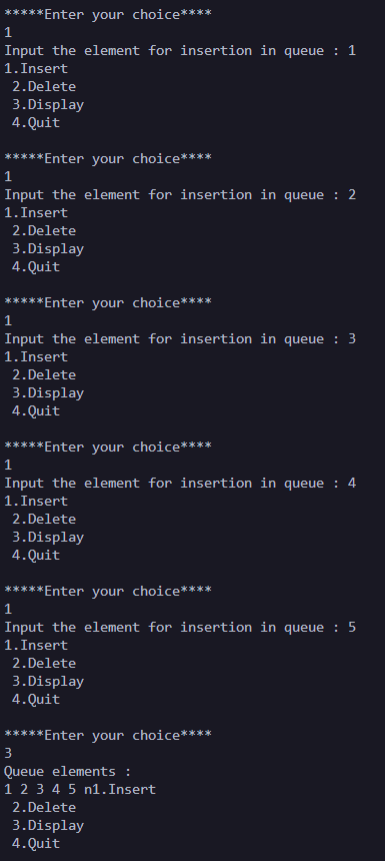 *****Enter your choice****
1
Input the element for insertion in queue : 1
1.Insert
 2.Delete
 3.Display
 4.Quit

*****Enter your choice****
1
Input the element for insertion in queue : 2
1.Insert
 2.Delete
 3.Display
 4.Quit

*****Enter your choice****
1
Input the element for insertion in queue : 3
1.Insert
 2.Delete
 3.Display
 4.Quit

*****Enter your choice****
1
Input the element for insertion in queue : 4
1.Insert
 2.Delete
 3.Display
 4.Quit

*****Enter your choice****
1
Input the element for insertion in queue : 5
1.Insert
 2.Delete
 3.Display
 4.Quit

*****Enter your choice****
3
Queue elements :
1 2 3 4 5 n1.Insert
 2.Delete
 3.Display
 4.Quit